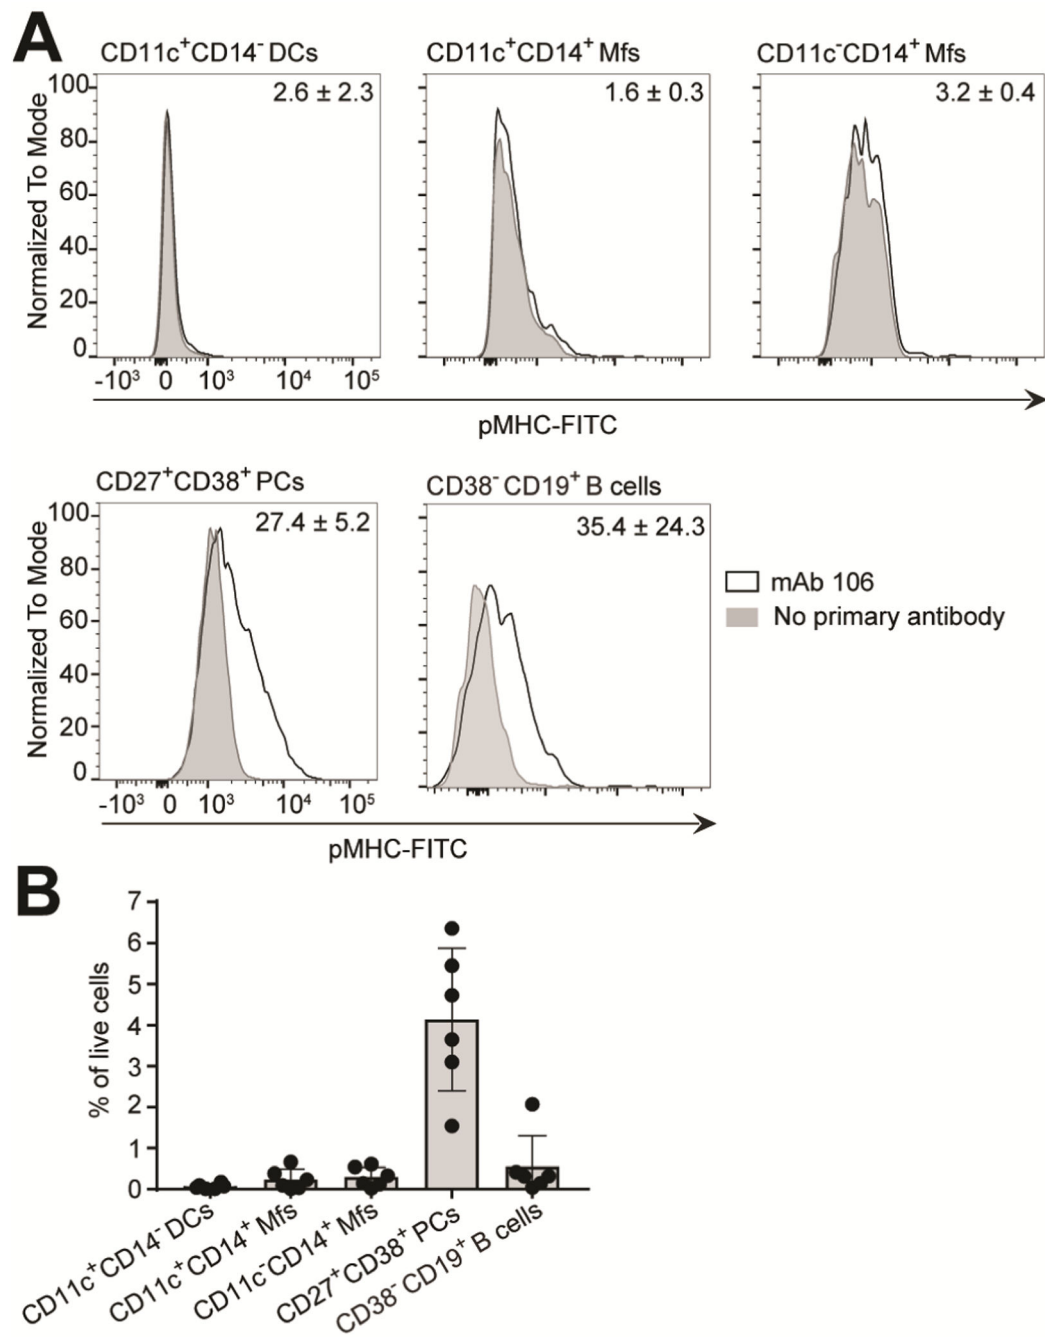 A
CD11c⁺CD14⁻ DCs
CD11c⁺CD14⁺ Mfs
CD11c⁻CD14⁺ Mfs
2.6 ± 2.3
1.6 ± 0.3
3.2 ± 0.4
Normalized To Mode
100
80
60
40
20
0
-10³ 0 10³ 10⁴ 10⁵
pMHC-FITC
CD27⁺CD38⁺ PCs
CD38⁻ CD19⁺ B cells
27.4 ± 5.2
35.4 ± 24.3
Normalized To Mode
100
80
60
40
20
0
-10³ 0 10³ 10⁴ 10⁵
pMHC-FITC
mAb 106
No primary antibody
B
% of live cells
7
6
5
4
3
2
1
0
CD11c⁺CD14⁻ DCs
CD11c⁺CD14⁺ Mfs
CD11c⁻CD14⁺ Mfs
CD27⁺CD38⁺ PCs
CD38⁻ CD19⁺ B cells